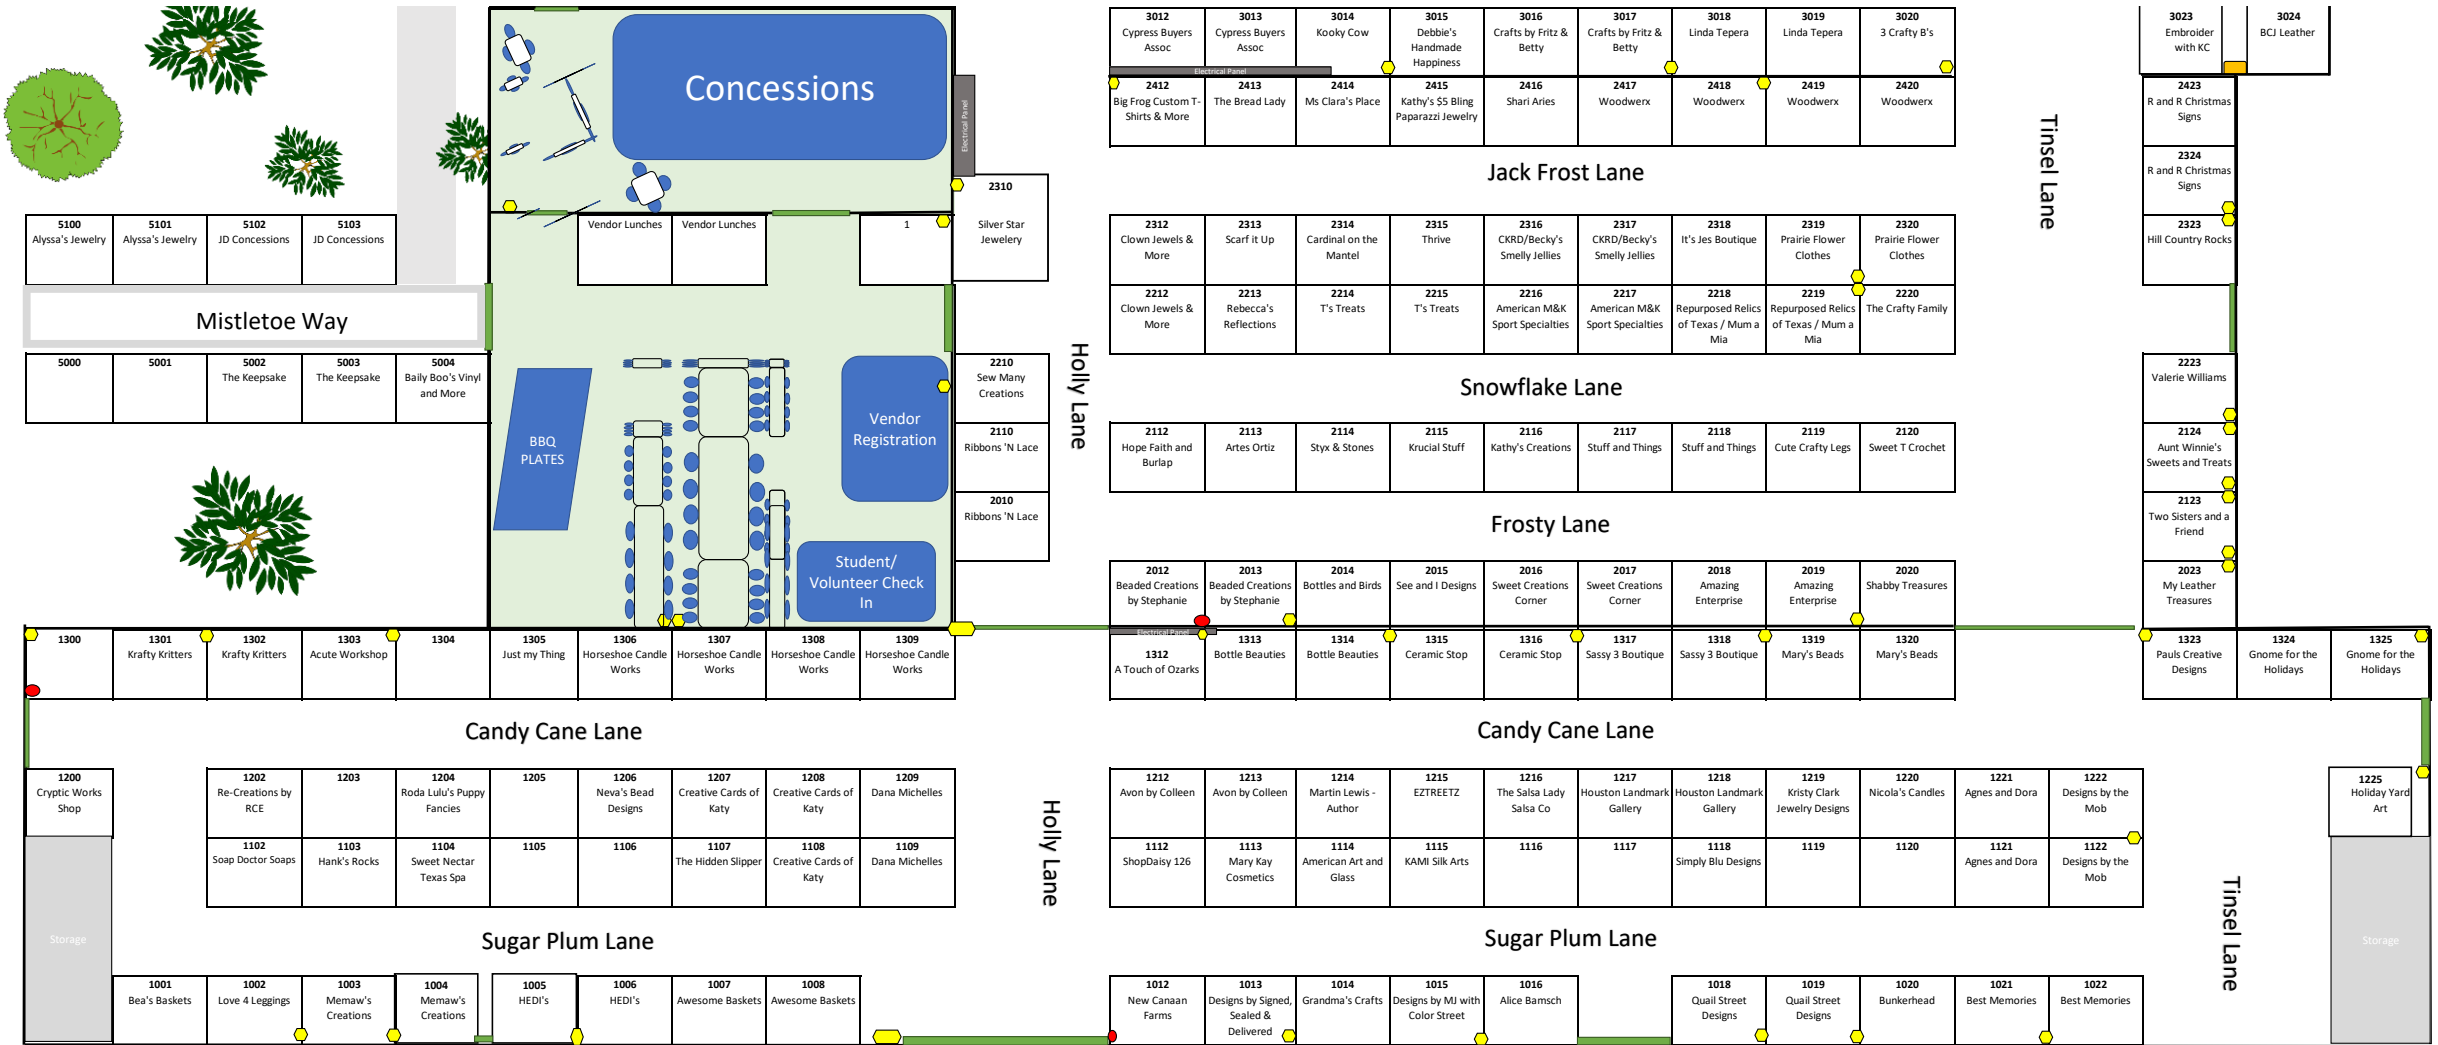 3012
Cypress Buyers
Assoc
3013
Cypress Buyers
Assoc
3014
Kooky Cow
3015
Debbie's
Handmade
Happiness
3016
Crafts by Fritz &
Betty
3017
Crafts by Fritz &
Betty
3018
Linda Tepera
3019
Linda Tepera
3020
3 Crafty B's
3023
Embroider
with KC
3024
BCJ Leather
Concessions
Electrical Panel
Electrical Panel
2412
Big Frog Custom T-
Shirts & More
2413
The Bread Lady
2414
Ms Clara's Place
2415
Kathy's $5 Bling
Paparazzi Jewelry
2416
Shari Aries
2417
Woodwerx
2418
Woodwerx
2419
Woodwerx
2420
Woodwerx
2423
R and R Christmas
Signs
Jack Frost Lane
Tinsel Lane
2324
R and R Christmas
Signs
2310
Silver Star
Jewelery
5100
Alyssa's Jewelry
5101
Alyssa's Jewelry
5102
JD Concessions
5103
JD Concessions
Vendor Lunches
Vendor Lunches
1
2312
Clown Jewels &
More
2313
Scarf it Up
2314
Cardinal on the
Mantel
2315
Thrive
2316
CKRD/Becky's
Smelly Jellies
2317
CKRD/Becky's
Smelly Jellies
2318
It's Jes Boutique
2319
Prairie Flower
Clothes
2320
Prairie Flower
Clothes
2323
Hill Country Rocks
Mistletoe Way
2212
Clown Jewels &
More
2213
Rebecca's
Reflections
2214
T's Treats
2215
T's Treats
2216
American M&K
Sport Specialties
2217
American M&K
Sport Specialties
2218
Repurposed Relics
of Texas / Mum a
Mia
2219
Repurposed Relics
of Texas / Mum a
Mia
2220
The Crafty Family
5000
5001
5002
The Keepsake
5003
The Keepsake
5004
Baily Boo's Vinyl
and More
BBQ
PLATES
Vendor
Registration
2210
Sew Many
Creations
Holly Lane
Snowflake Lane
2223
Valerie Williams
2110
Ribbons 'N Lace
2112
Hope Faith and
Burlap
2113
Artes Ortiz
2114
Styx & Stones
2115
Krucial Stuff
2116
Kathy's Creations
2117
Stuff and Things
2118
Stuff and Things
2119
Cute Crafty Legs
2120
Sweet T Crochet
2124
Aunt Winnie's
Sweets and Treats
2010
Ribbons 'N Lace
Frosty Lane
2123
Two Sisters and a
Friend
Student/
Volunteer Check
In
2012
Beaded Creations
by Stephanie
2013
Beaded Creations
by Stephanie
2014
Bottles and Birds
2015
See and I Designs
2016
Sweet Creations
Corner
2017
Sweet Creations
Corner
2018
Amazing
Enterprise
2019
Amazing
Enterprise
2020
Shabby Treasures
2023
My Leather
Treasures
1300
1301
Krafty Kritters
1302
Krafty Kritters
1303
Acute Workshop
1304
1305
Just my Thing
1306
Horseshoe Candle
Works
1307
Horseshoe Candle
Works
1308
Horseshoe Candle
Works
1309
Horseshoe Candle
Works
Electrical Panel
1312
A Touch of Ozarks
1313
Bottle Beauties
1314
Bottle Beauties
1315
Ceramic Stop
1316
Ceramic Stop
1317
Sassy 3 Boutique
1318
Sassy 3 Boutique
1319
Mary's Beads
1320
Mary's Beads
1323
Pauls Creative
Designs
1324
Gnome for the
Holidays
1325
Gnome for the
Holidays
Candy Cane Lane
Candy Cane Lane
1200
Cryptic Works
Shop
1202
Re-Creations by
RCE
1203
1204
Roda Lulu's Puppy
Fancies
1205
1206
Neva's Bead
Designs
1207
Creative Cards of
Katy
1208
Creative Cards of
Katy
1209
Dana Michelles
Holly Lane
1212
Avon by Colleen
1213
Avon by Colleen
1214
Martin Lewis -
Author
1215
EZTREETZ
1216
The Salsa Lady
Salsa Co
1217
Houston Landmark
Gallery
1218
Houston Landmark
Gallery
1219
Kristy Clark
Jewelry Designs
1220
Nicola's Candles
1221
Agnes and Dora
1222
Designs by the
Mob
1225
Holiday Yard
Art
1102
Soap Doctor Soaps
1103
Hank's Rocks
1104
Sweet Nectar
Texas Spa
1105
1106
1107
The Hidden Slipper
1108
Creative Cards of
Katy
1109
Dana Michelles
1112
ShopDaisy 126
1113
Mary Kay
Cosmetics
1114
American Art and
Glass
1115
KAMI Silk Arts
1116
1117
1118
Simply Blu Designs
1119
1120
1121
Agnes and Dora
1122
Designs by the
Mob
Tinsel Lane
Storage
Sugar Plum Lane
Sugar Plum Lane
Storage
1001
Bea's Baskets
1002
Love 4 Leggings
1003
Memaw's
Creations
1004
Memaw's
Creations
1005
HEDI's
1006
HEDI's
1007
Awesome Baskets
1008
Awesome Baskets
1012
New Canaan
Farms
1013
Designs by Signed,
Sealed &
Delivered
1014
Grandma's Crafts
1015
Designs by MJ with
Color Street
1016
Alice Bamsch
1018
Quail Street
Designs
1019
Quail Street
Designs
1020
Bunkerhead
1021
Best Memories
1022
Best Memories